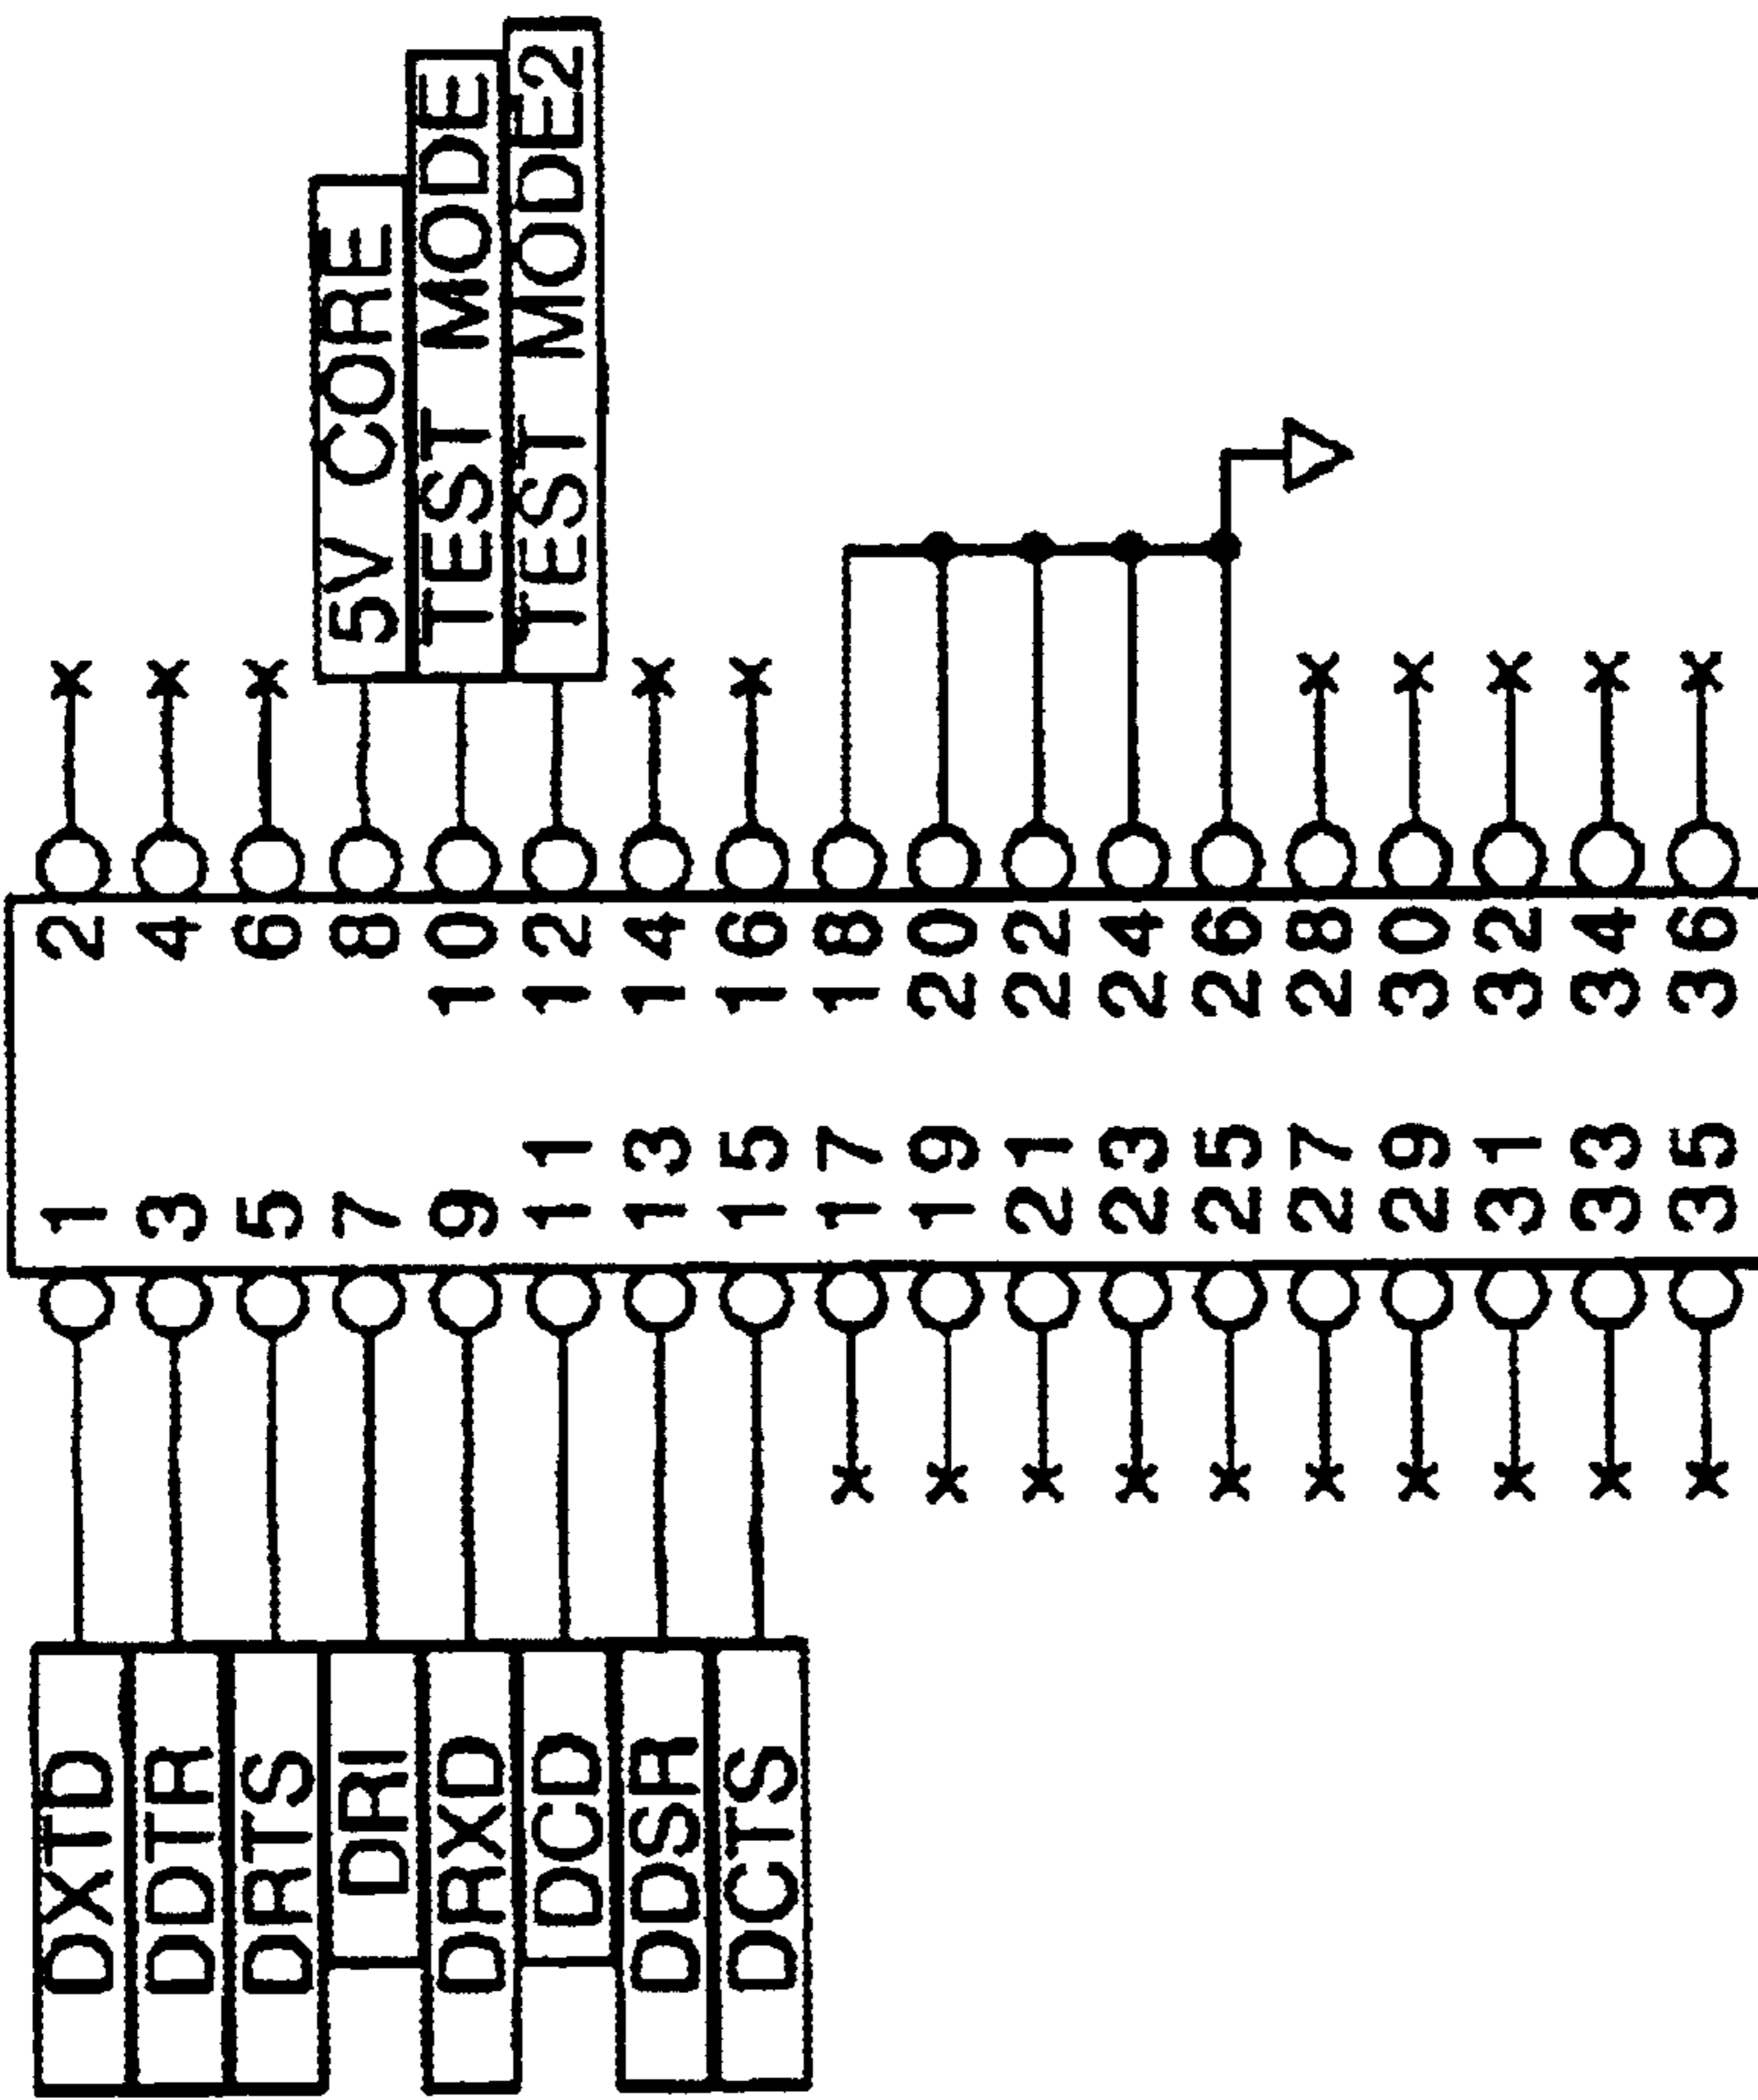 DXTD 1 2
DDTR 3 4
DRTS 5 6
DRI 7 8 5V CORE
DRXD 9 10 TEST MODE
DCD 11 12 TEST MODE2
DDSR 13 14
DCTS 15 16
17 18
19 20
21 22
23 24
25 26
27 28
29 30
31 32
33 34
35 36